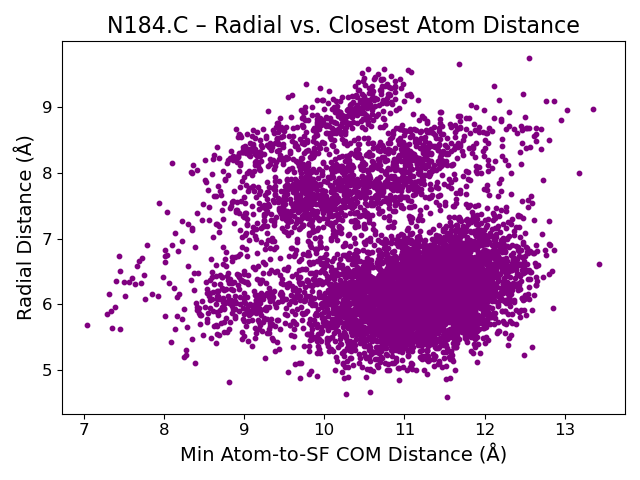 N184.C – Radial vs. Closest Atom Distance
Radial Distance (Å)
9
8
7
6
5
7 8 9 10 11 12 13
Min Atom-to-SF COM Distance (Å)